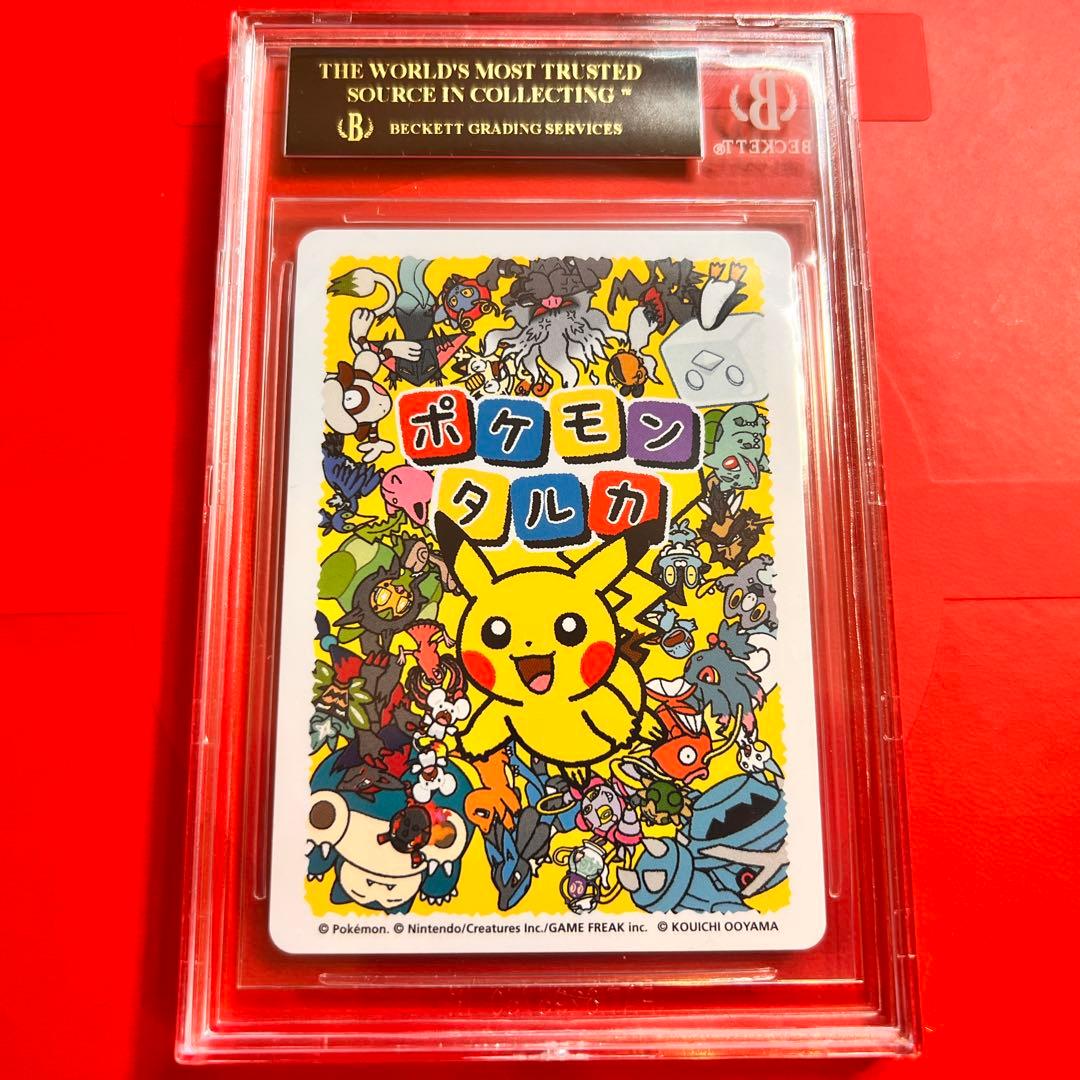 THE WORLD'S MOST TRUSTED
SOURCE IN COLLECTING ™
B BECKETT GRADING SERVICES
B
BECKETT®
ポケモン
タルカ
© Pokémon. © Nintendo/Creatures Inc./GAME FREAK inc. © KOUICHI OOYAMA